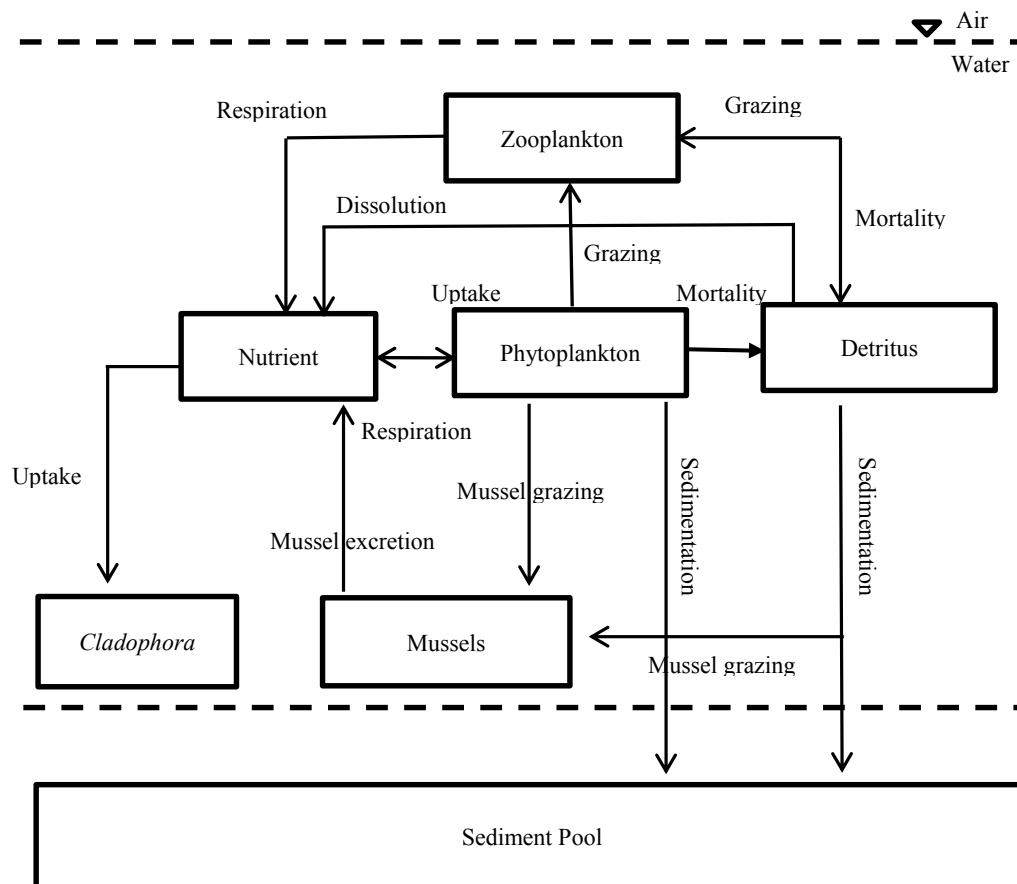 Air
Water
Respiration
Grazing
Zooplankton
Dissolution
Mortality
Grazing
Uptake
Mortality
Nutrient
Phytoplankton
Detritus
Respiration
Uptake
Mussel grazing
Sedimentation
Sedimentation
Mussel excretion
Cladophora
Mussels
Mussel grazing
Sediment Pool